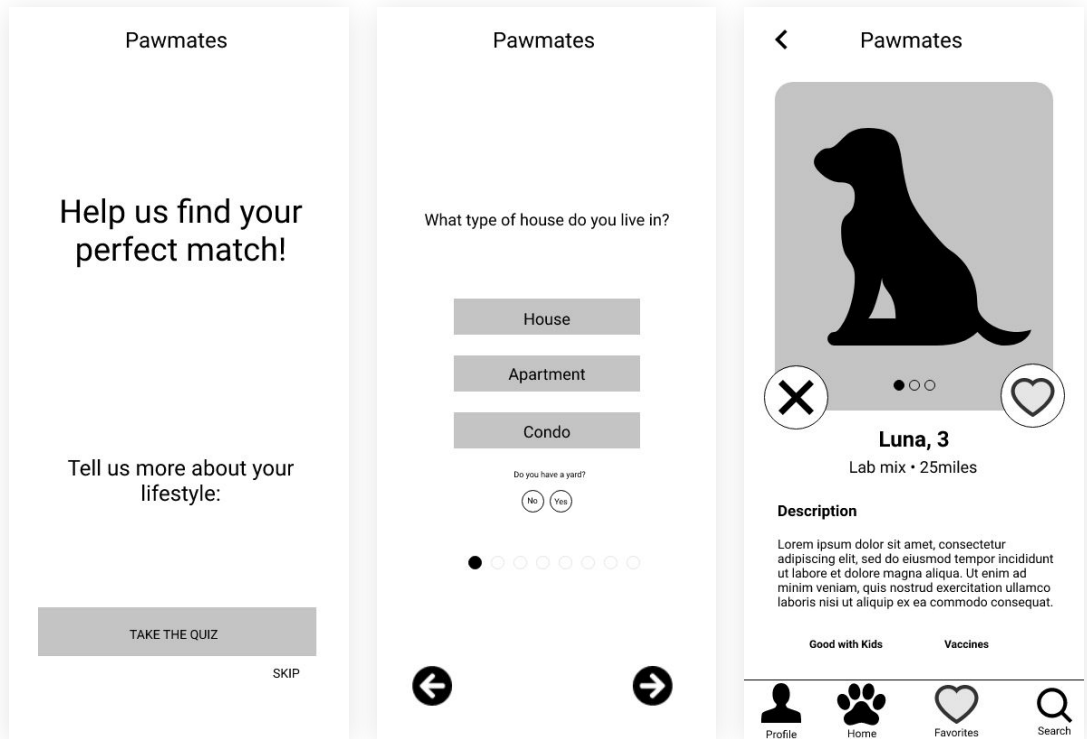 Pawmates
Help us find your
perfect match!
Tell us more about your
lifestyle:
TAKE THE QUIZ
SKIP
Pawmates
What type of house do you live in?
House
Apartment
Condo
Do you have a yard?
No Yes
Pawmates
Luna, 3
Lab mix • 25miles
Description
Lorem ipsum dolor sit amet, consectetur
adipiscing elit, sed do eiusmod tempor incididunt
ut labore et dolore magna aliqua. Ut enim ad
minim veniam, quis nostrud exercitation ullamco
laboris nisi ut aliquip ex ea commodo consequat.
Good with Kids Vaccines
Profile Home Favorites Search